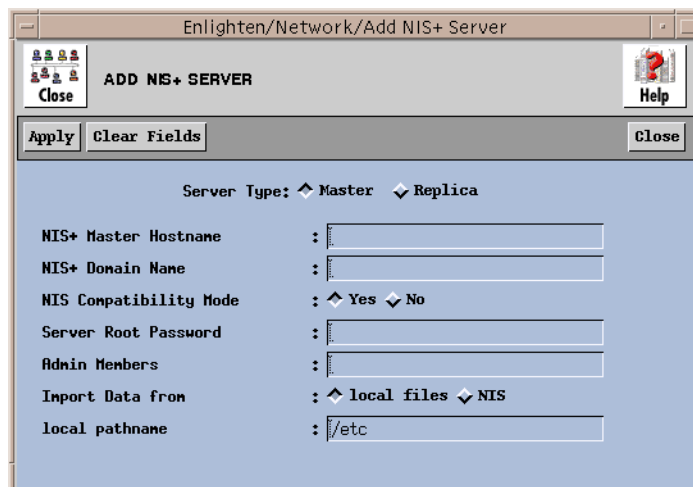 Enlighten/Network/Add NIS+ Server
Close
ADD NIS+ SERVER
Help
Apply
Clear Fields
Close
Server Type: Master Replica
NIS+ Master Hostname :
NIS+ Domain Name :
NIS Compatibility Mode : Yes No
Server Root Password :
Admin Members :
Import Data from : local files NIS
local pathname : /etc